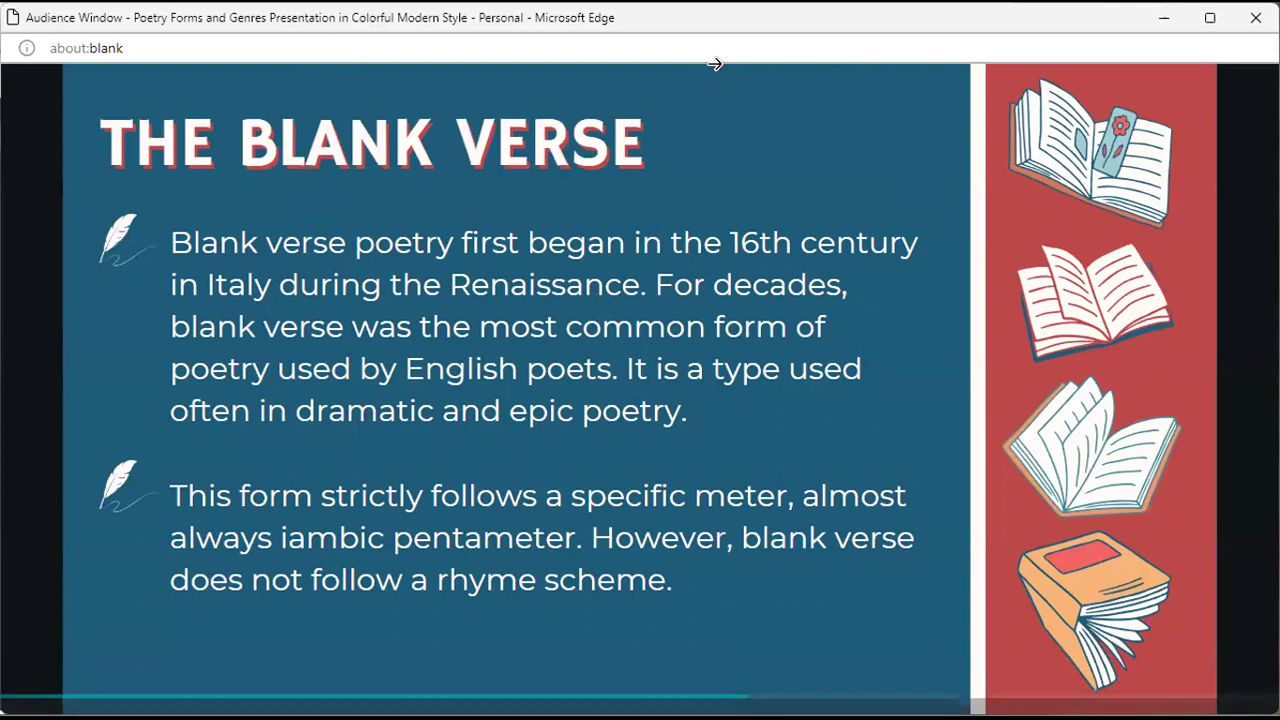 Audience Window - Poetry Forms and Genres Presentation in Colorful Modern Style - Personal - Microsoft Edge
about:blank
THE BLANK VERSE
Blank verse poetry first began in the 16th century
in Italy during the Renaissance. For decades,
blank verse was the most common form of
poetry used by English poets. It is a type used
often in dramatic and epic poetry.
This form strictly follows a specific meter, almost
always iambic pentameter. However, blank verse
does not follow a rhyme scheme.